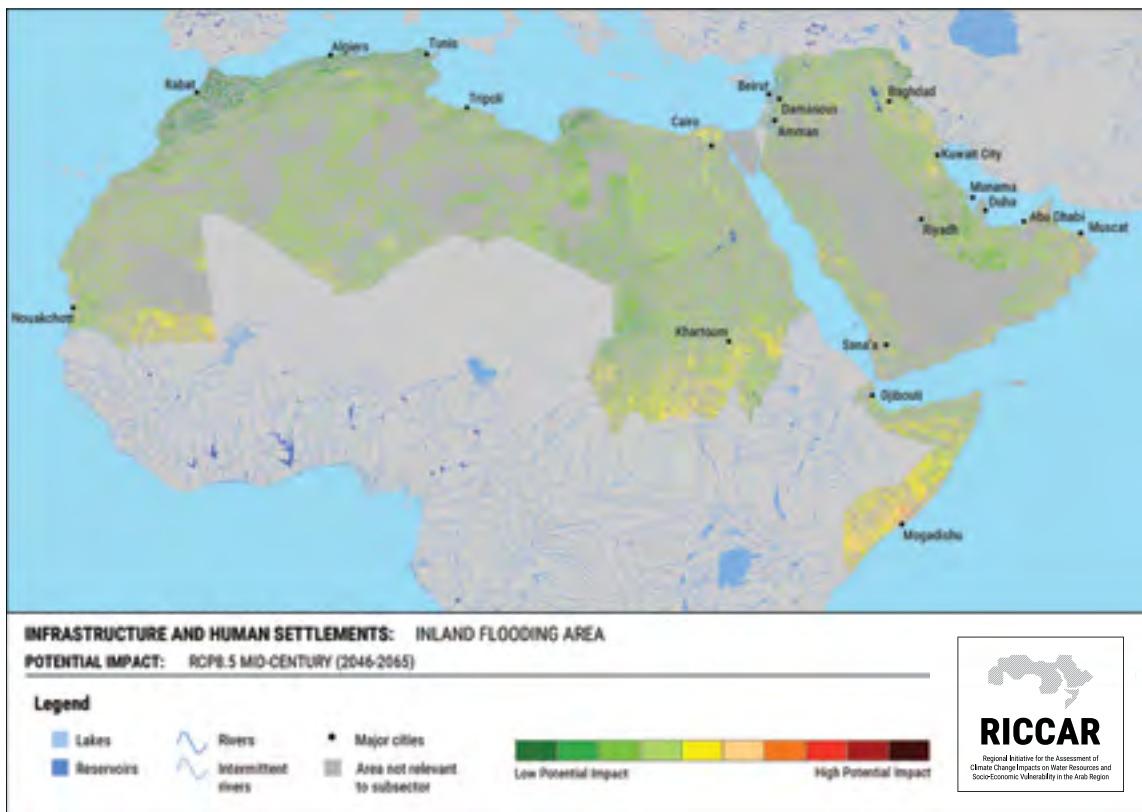 Algiers
Tunis
Rabat
Tripoli
Beirut
Damascus
Baghdad
Amman
Cairo
Kuwait City
Manama
Doha
Abu Dhabi
Muscat
Riyadh
Nouakchott
Khartoum
Sana'a
Djibouti
Mogadishu
INFRASTRUCTURE AND HUMAN SETTLEMENTS: INLAND FLOODING AREA
POTENTIAL IMPACT: RCP8.5 MID-CENTURY (2046-2065)
Legend
Lakes
Reservoirs
Rivers
Intermittent
rivers
Major cities
Area not relevant
to subsector
Low Potential Impact
High Potential Impact
RICCAR
Regional Initiative for the Assessment of
Climate Change Impacts on Water Resources and
Socio-Economic Vulnerability in the Arab Region